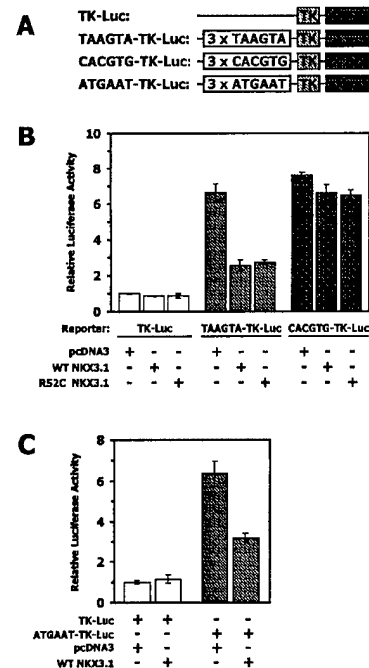 A
TK-Luc: TK
TAAGTA-TK-Luc: 3 x TAAGTA TK
CACGTG-TK-Luc: 3 x CACGTG TK
ATGAAT-TK-Luc: 3 x ATGAAT TK
B
Relative Luciferase Activity
10
8
6
4
2
0
Reporter: TK-Luc TAAGTA-TK-Luc CACGTG-TK-Luc
pcDNA3 + - - + - - + - -
WT NKX3.1 - + - - + - - + -
R52C NKX3.1 - - + - - + - - +
C
Relative Luciferase Activity
8
6
4
2
0
TK-Luc + + - -
ATGAAT-TK-Luc - - + +
pcDNA3 + - + -
WT NKX3.1 - + - +